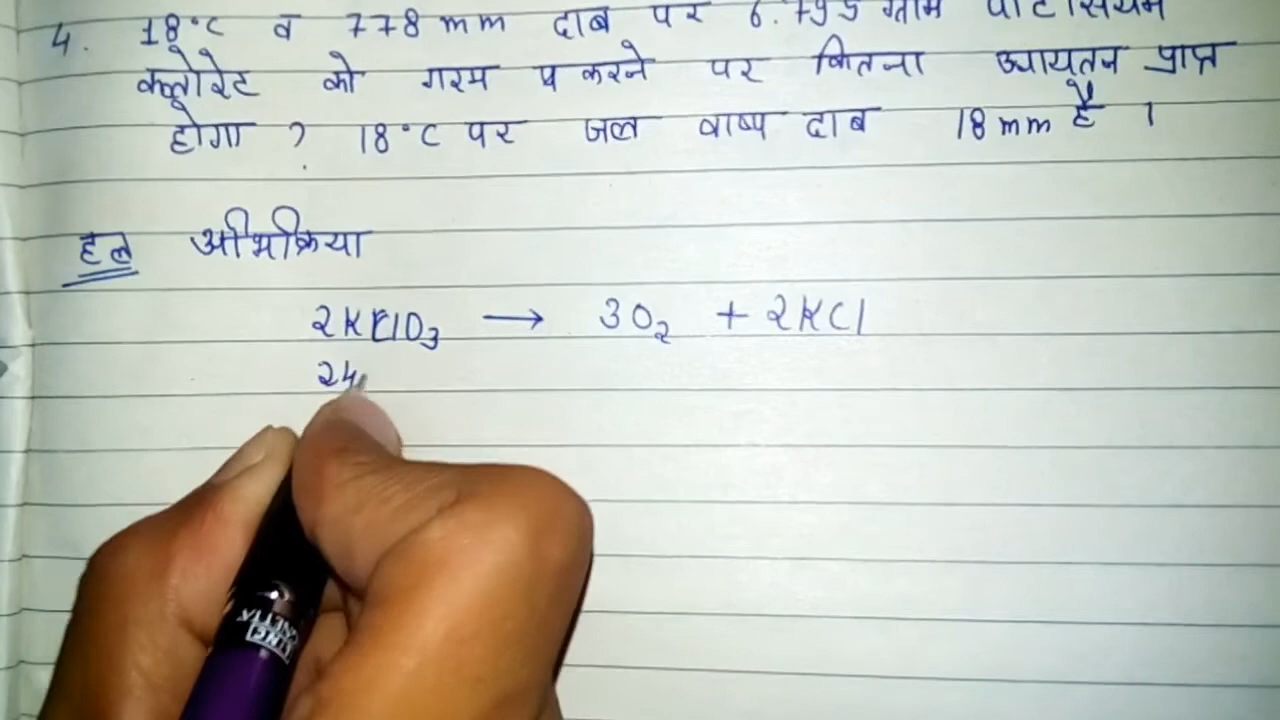 4. 18°C व 778 mm दाब पर 6.795 ग्राम पोटेसियम
क्लोरेट को गरम करने पर कितना आयतन प्राप्त
होगा ? 18°C पर जल वाष्प दाब 18 mm है ।
हल अभिक्रिया
2KClO3 → 3O2 + 2KCl
24